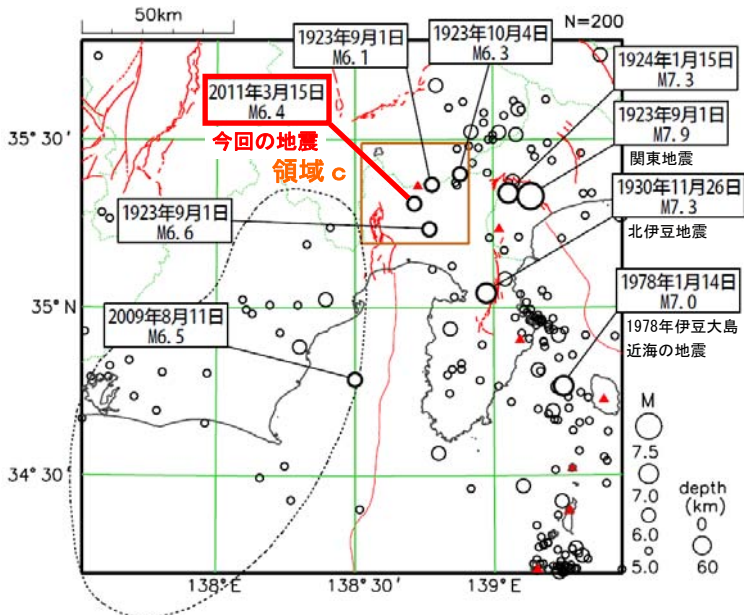 50km
N=200
1923年9月1日
M6.1
1923年10月4日
M6.3
1924年1月15日
M7.3
2011年3月15日
M6.4
今回の地震
領域c
1923年9月1日
M7.9
関東地震
1930年11月26日
M7.3
北伊豆地震
1923年9月1日
M6.6
2009年8月11日
M6.5
1978年1月14日
M7.0
1978年伊豆大島
近海の地震
35°30′
35°N
34°30′
138°E
138°30′
139°E
M
7.5
7.0
6.0
5.0
depth
(km)
0
60